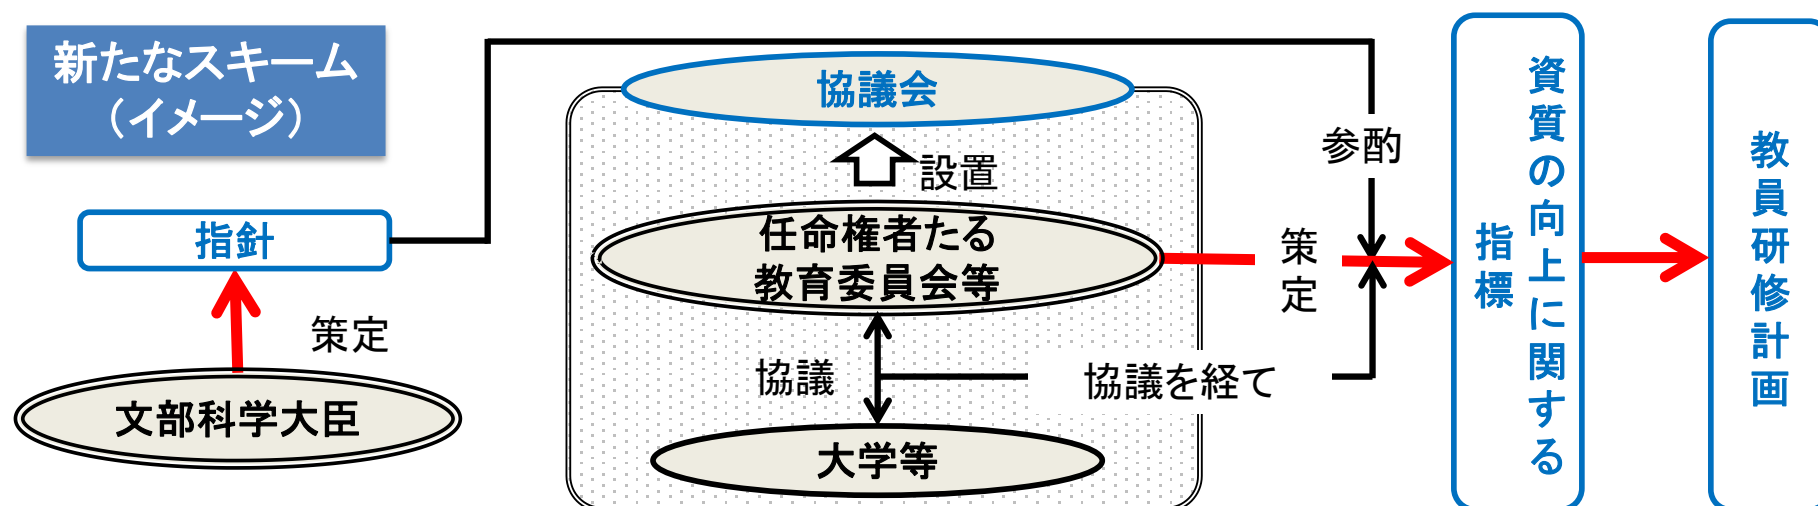 新たなスキーム
（イメージ）
指針
策定
文部科学大臣
協議会
設置
任命権者たる
教育委員会等
協議
大学等
協議を経て
参酌
策定
資質の向上に関する
指標
教員研修計画